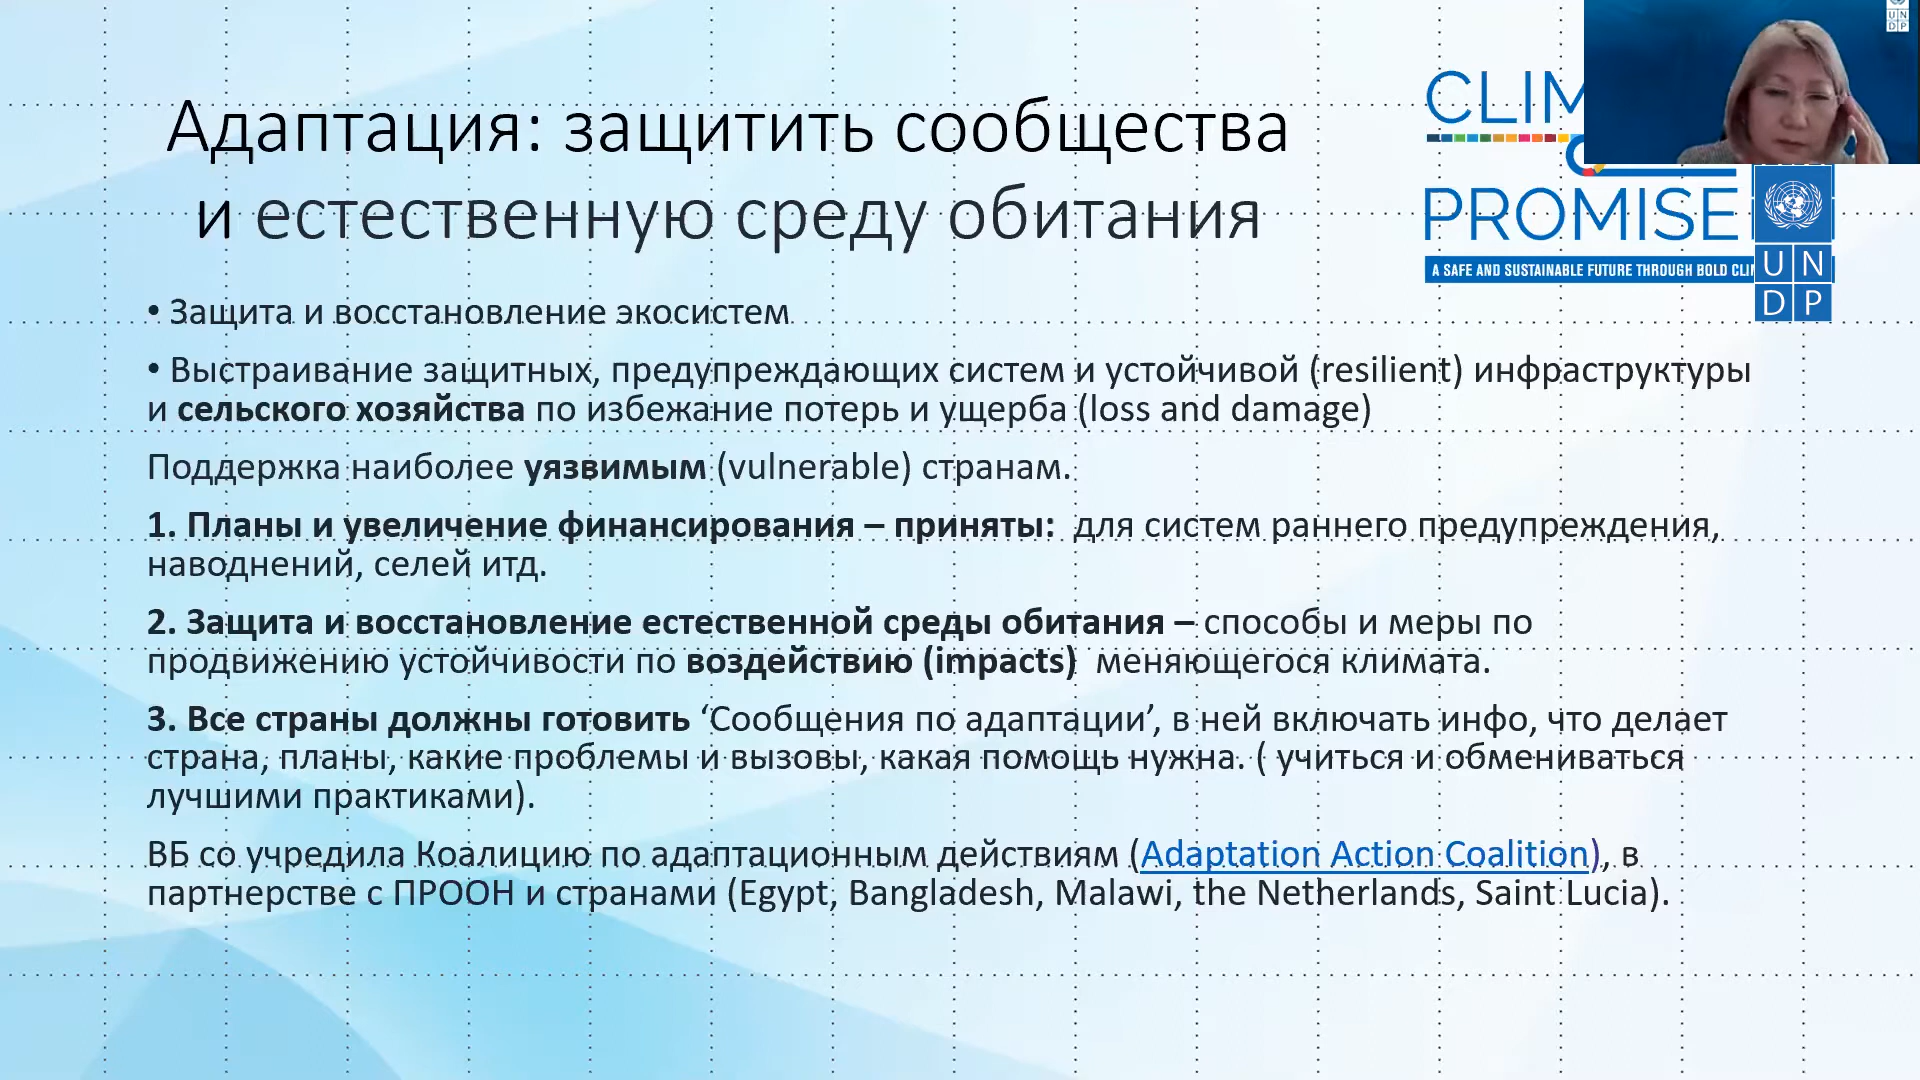 Адаптация: защитить сообщества
и естественную среду обитания
CLIM
PROMISE
A SAFE AND SUSTAINABLE FUTURE THROUGH BOLD
U N
D P
U N
D P
• Защита и восстановление экосистем
• Выстраивание защитных, предупреждающих систем и устойчивой (resilient) инфраструктуры
и сельского хозяйства по избежание потерь и ущерба (loss and damage)
Поддержка наиболее уязвимым (vulnerable) странам.
1. Планы и увеличение финансирования – приняты: для систем раннего предупреждения,
наводнений, селей итд.
2. Защита и восстановление естественной среды обитания – способы и меры по
продвижению устойчивости по воздействию (impacts) меняющегося климата.
3. Все страны должны готовить ‘Сообщения по адаптации’, в ней включать инфо, что делает
страна, планы, какие проблемы и вызовы, какая помощь нужна. ( учиться и обмениваться
лучшими практиками).
ВБ со учредила Коалицию по адаптационным действиям (Adaptation Action Coalition), в
партнерстве с ПРООН и странами (Egypt, Bangladesh, Malawi, the Netherlands, Saint Lucia).